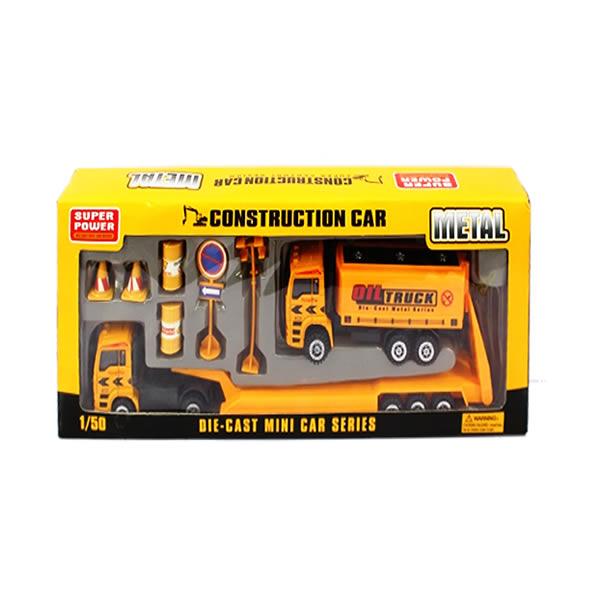 METAL
CONSTRUCTION CAR
SUPER
POWER
SUPER
POWER
CONSTRUCTION CAR
METAL
OIL TRUCK
Die-Cast Metal Series
1/50
DIE-CAST MINI CAR SERIES
WARNING: